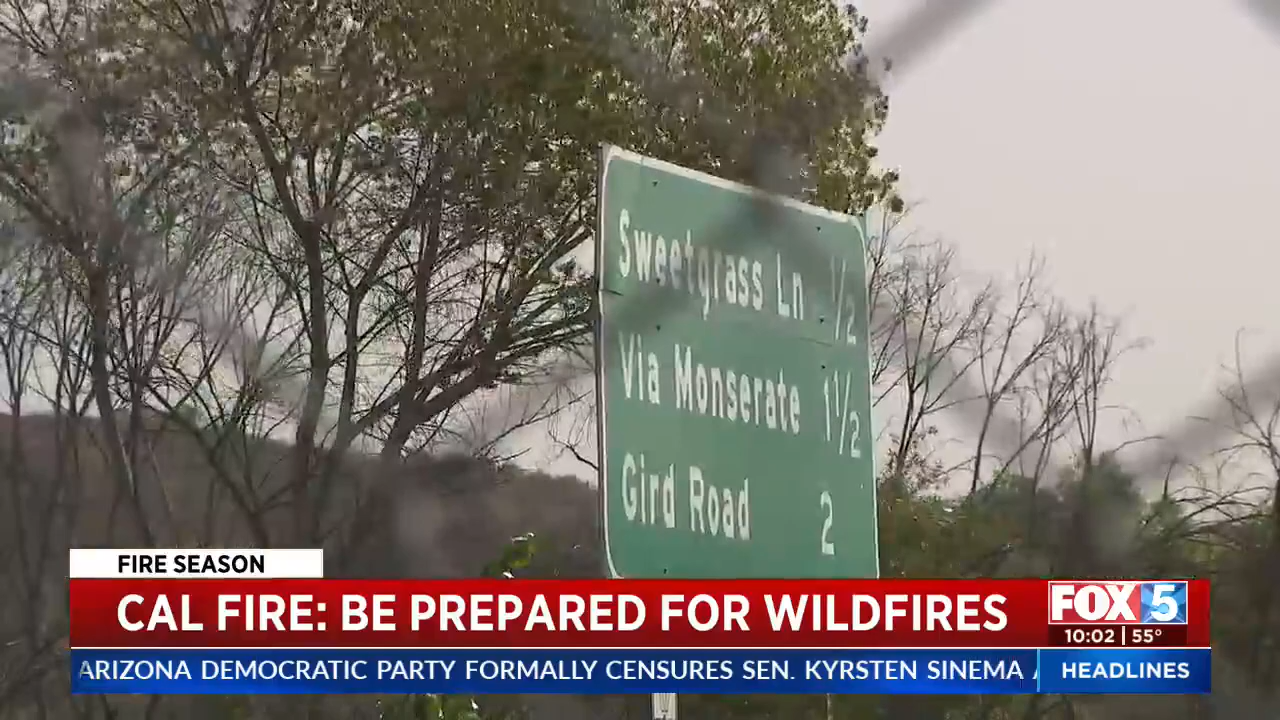 Sweetgrass Ln 1/2
Via Monserate 1 1/2
Gird Road 2
FIRE SEASON
CAL FIRE: BE PREPARED FOR WILDFIRES
FOX 5
10:02 | 55°
ARIZONA DEMOCRATIC PARTY FORMALLY CENSURES SEN. KYRSTEN SINEMA
HEADLINES